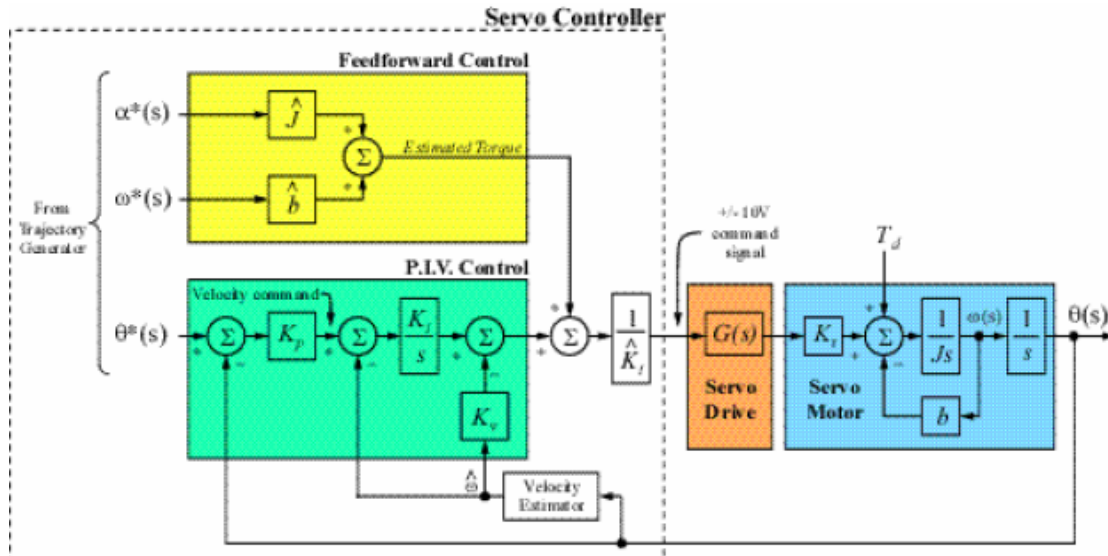 Servo Controller
Feedforward Control
α*(s)
Ĵ
+
Σ
Estimated Torque
+
ω*(s)
b̂
From
Trajectory
Generator
+/- 10V
command
signal
T_d
P.I.V. Control
Velocity command
θ*(s)
+
Σ
−
K_p
+
Σ
−
K_i
s
+
Σ
−
+
Σ
+
1
K̂_t
G(s)
K_t
+
+
Σ
−
1
Js
ω(s)
1
s
θ(s)
Servo
Drive
Servo
Motor
b
K_v
ω̂
Velocity
Estimator